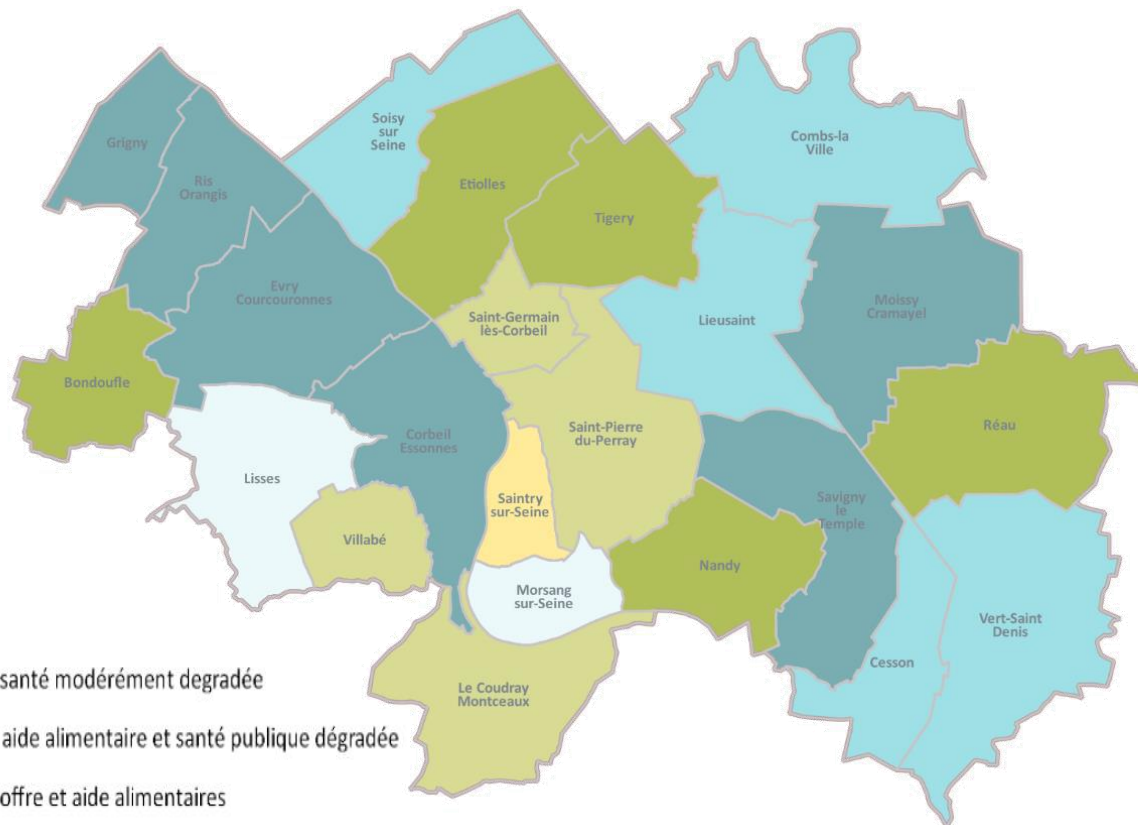 Grigny
Ris
Orangis
Soisy
sur
Seine
Etiolles
Combs-la
Ville
Tigery
Evry
Courcouronnes
Saint-Germain
lès-Corbeil
Lieusaint
Moissy
Cramayel
Bondoufle
Corbeil
Essonnes
Saint-Pierre
du-Perray
Réau
Lisses
Saintry
sur-Seine
Savigny
le
Temple
Villabé
Nandy
Morsang
sur-Seine
Vert-Saint
Denis
Cesson
Le Coudray
Montceaux
santé modérément degradée
aide alimentaire et santé publique dégradée
offre et aide alimentaires